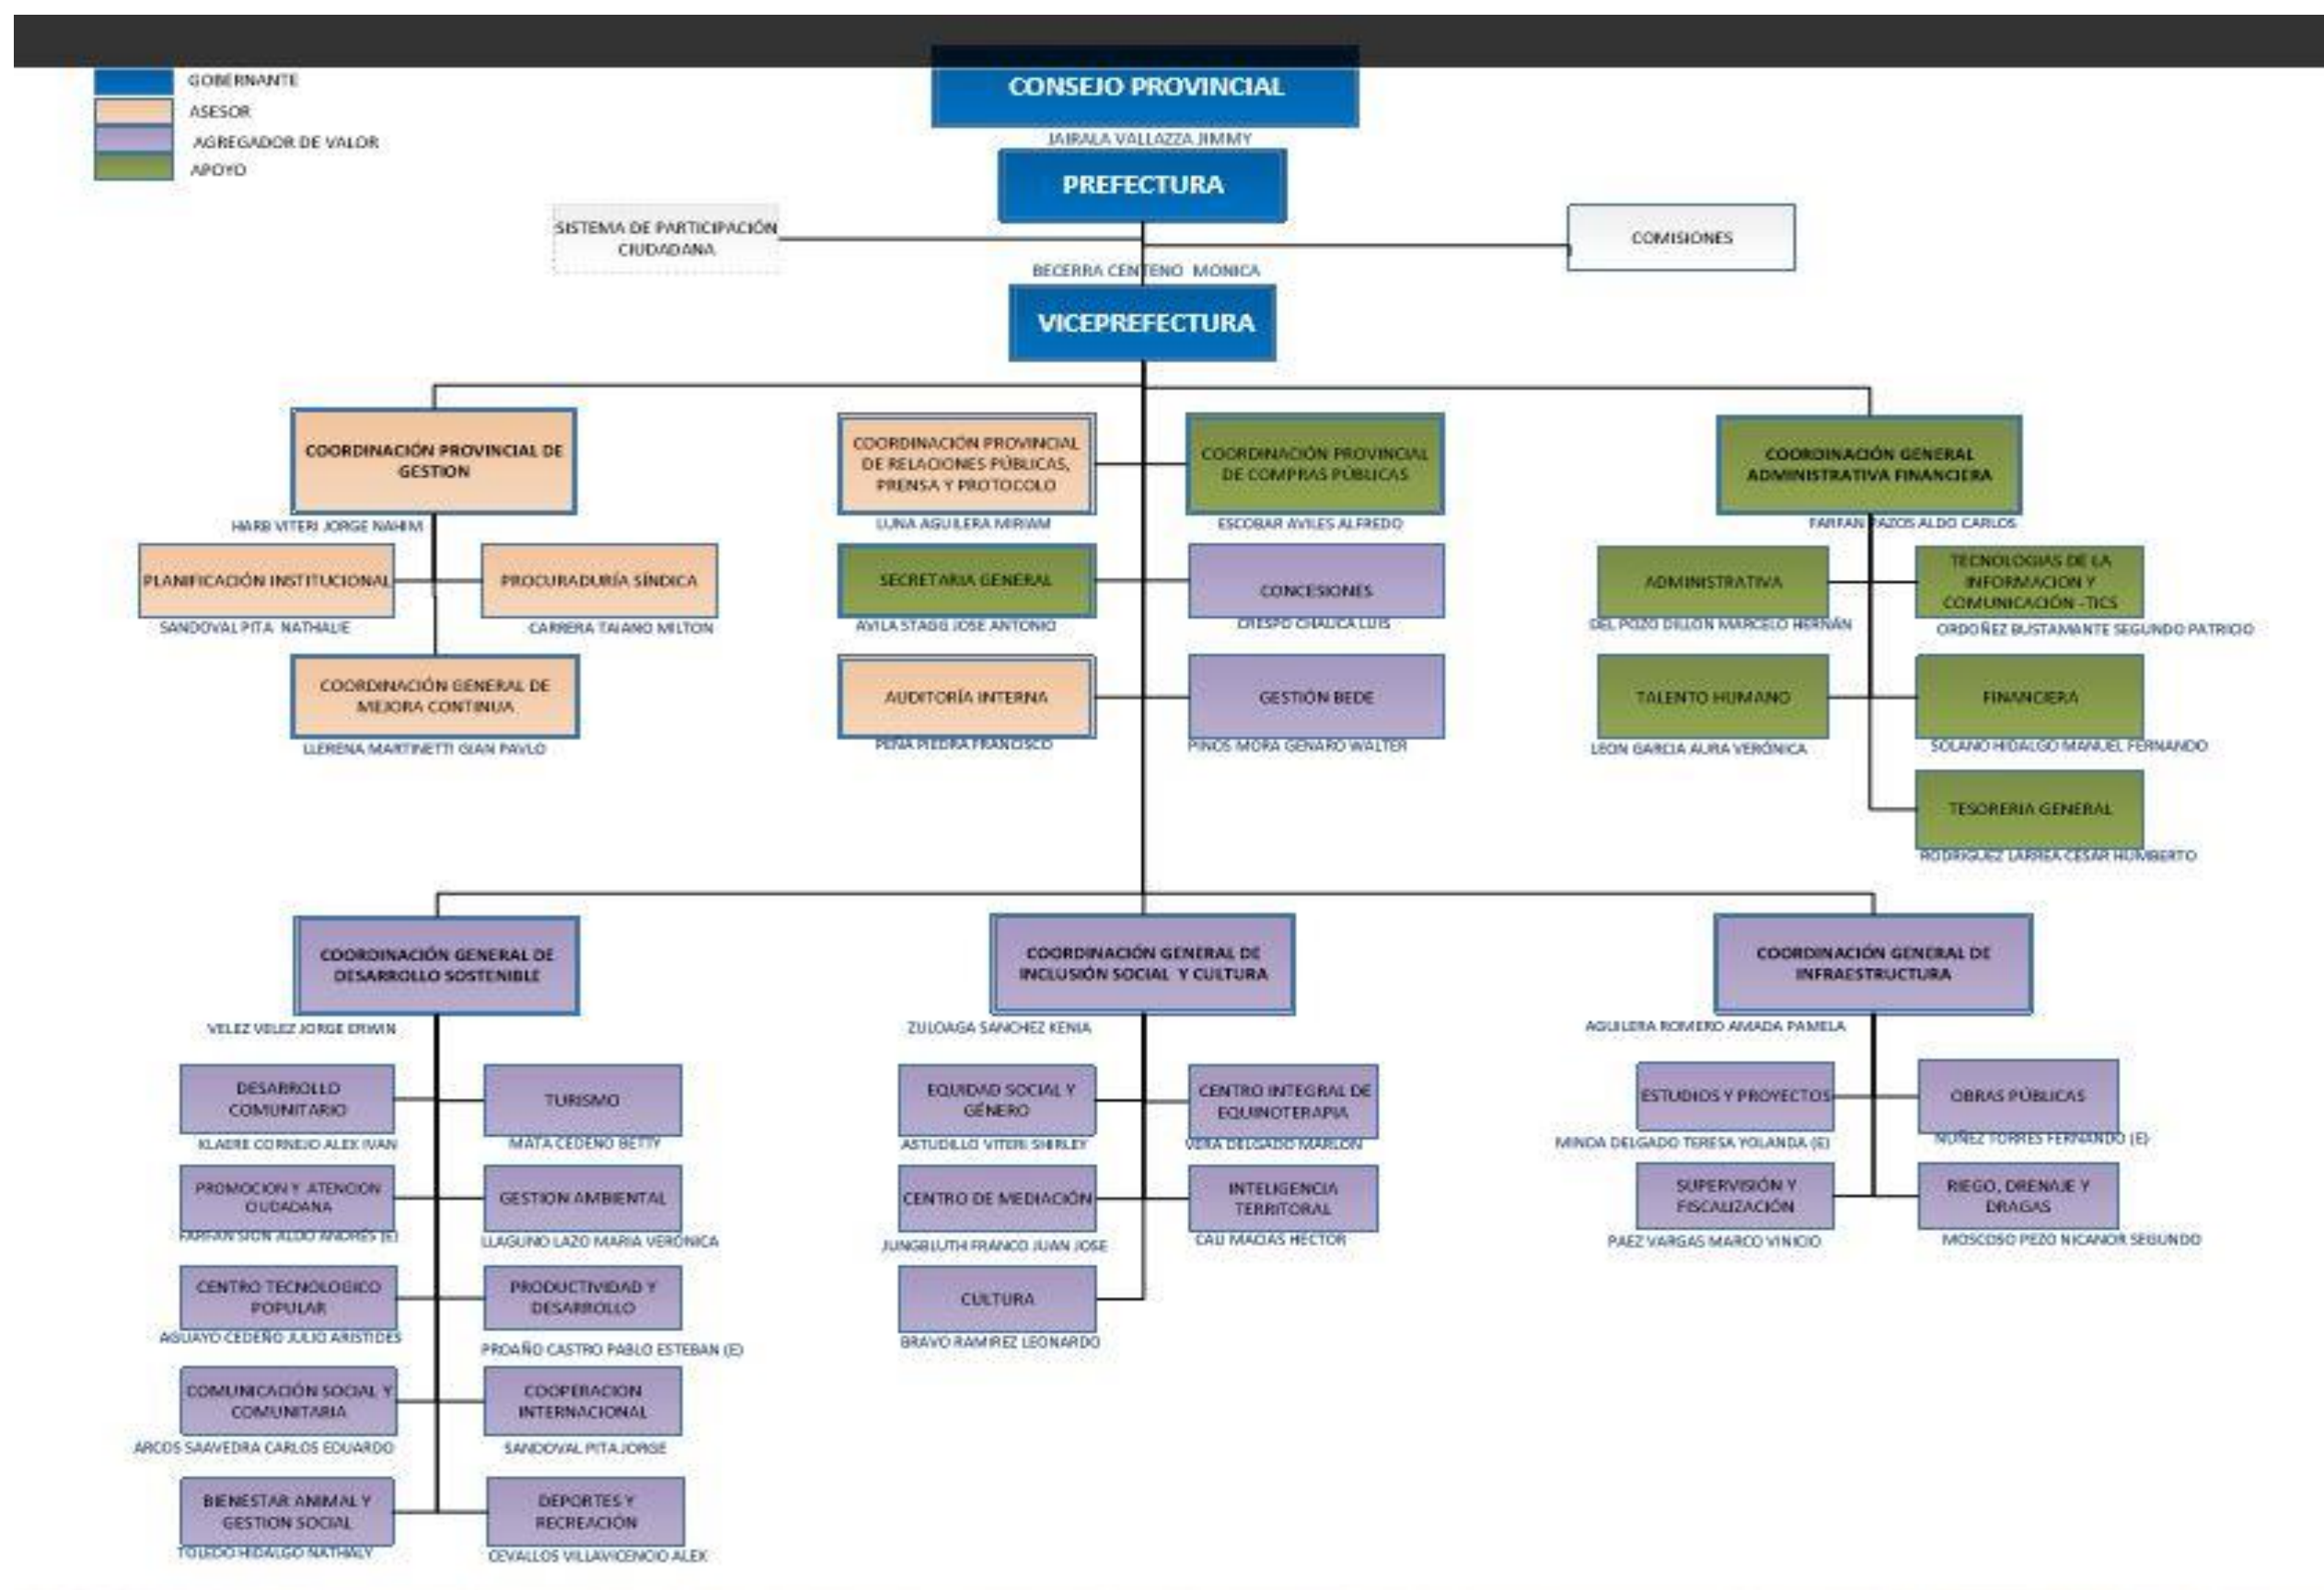 GOBERNANTE
ASESOR
AGREGADOR DE VALOR
APOYO
CONSEJO PROVINCIAL
JAIRALA VALLAZZA JIMMY
PREFECTURA
SISTEMA DE PARTICIPACIÓN
CIUDADANA
COMISIONES
BECERRA CENTENO MONICA
VICEPREFECTURA
COORDINACIÓN PROVINCIAL DE
GESTION
HARB VITERI JORGE NAHIM
COORDINACIÓN PROVINCIAL
DE RELACIONES PÚBLICAS,
PRENSA Y PROTOCOLO
LUNA AGUILERA MIRIAM
COORDINACIÓN PROVINCIAL
DE COMPRAS PÚBLICAS
ESCOBAR AVILES ALFREDO
COORDINACIÓN GENERAL
ADMINISTRATIVA FINANCIERA
FARFAN PAZOS ALDO CARLOS
PLANIFICACIÓN INSTITUCIONAL
SANDOVAL PITA NATHALIE
PROCURADURÍA SÍNDICA
CARRERA TAIANO MILTON
SECRETARIA GENERAL
AVILA STAGG JOSE ANTONIO
CONCESIONES
CRESPO CHAUCA LUIS
ADMINISTRATIVA
DEL POZO DILLON MARCELO HERNÁN
TECNOLOGIAS DE LA
INFORMACION Y
COMUNICACIÓN -TICS
ORDOÑEZ BUSTAMANTE SEGUNDO PATRICIO
COORDINACIÓN GENERAL DE
MEJORA CONTINUA
LLERENA MARTINETTI GIAN PAVLO
AUDITORÍA INTERNA
PEÑA PIEDRA FRANCISCO
GESTIÓN BEDE
PINOS MORA GENARO WALTER
TALENTO HUMANO
LEON GARCIA AURA VERÓNICA
FINANCIERA
SOLANO HIDALGO MANUEL FERNANDO
TESORERIA GENERAL
RODRIGUEZ LARREA CESAR HUMBERTO
COORDINACIÓN GENERAL DE
DESARROLLO SOSTENIBLE
VELEZ VELEZ JORGE ERWIN
COORDINACIÓN GENERAL DE
INCLUSIÓN SOCIAL Y CULTURA
ZULOAGA SANCHEZ KENIA
COORDINACIÓN GENERAL DE
INFRAESTRUCTURA
AGUILERA ROMERO AMADA PAMELA
DESARROLLO
COMUNITARIO
KLAERE CORNEJO ALEX IVAN
TURISMO
MATA CEDEÑO BETTY
EQUIDAD SOCIAL Y
GÉNERO
ASTUDILLO VITERI SHIRLEY
CENTRO INTEGRAL DE
EQUINOTERAPIA
VERA DELGADO MARLON
ESTUDIOS Y PROYECTOS
MINDA DELGADO TERESA YOLANDA (E)
OBRAS PÚBLICAS
NUÑEZ TORRES FERNANDO (E)
PROMOCION Y ATENCION
CIUDADANA
FARFAN SION ALDO ANDRÉS (E)
GESTION AMBIENTAL
LLAGUNO LAZO MARIA VERÓNICA
CENTRO DE MEDIACIÓN
JUNGBLUTH FRANCO JUAN JOSE
INTELIGENCIA
TERRITORAL
CALI MACIAS HECTOR
SUPERVISIÓN Y
FISCALIZACIÓN
PAEZ VARGAS MARCO VINICIO
RIEGO, DRENAJE Y
DRAGAS
MOSCOSO PEZO NICANOR SEGUNDO
CENTRO TECNOLOGICO
POPULAR
AGUAYO CEDEÑO JULIO ARISTIDES
PRODUCTIVIDAD Y
DESARROLLO
PROAÑO CASTRO PABLO ESTEBAN (E)
CULTURA
BRAVO RAMIREZ LEONARDO
COMUNICACIÓN SOCIAL Y
COMUNITARIA
ARCOS SAAVEDRA CARLOS EDUARDO
COOPERACION
INTERNACIONAL
SANDOVAL PITA JORGE
BIENESTAR ANIMAL Y
GESTION SOCIAL
TOLEDO HIDALGO NATHALY
DEPORTES Y
RECREACIÓN
CEVALLOS VILLAVICENCIO ALEX